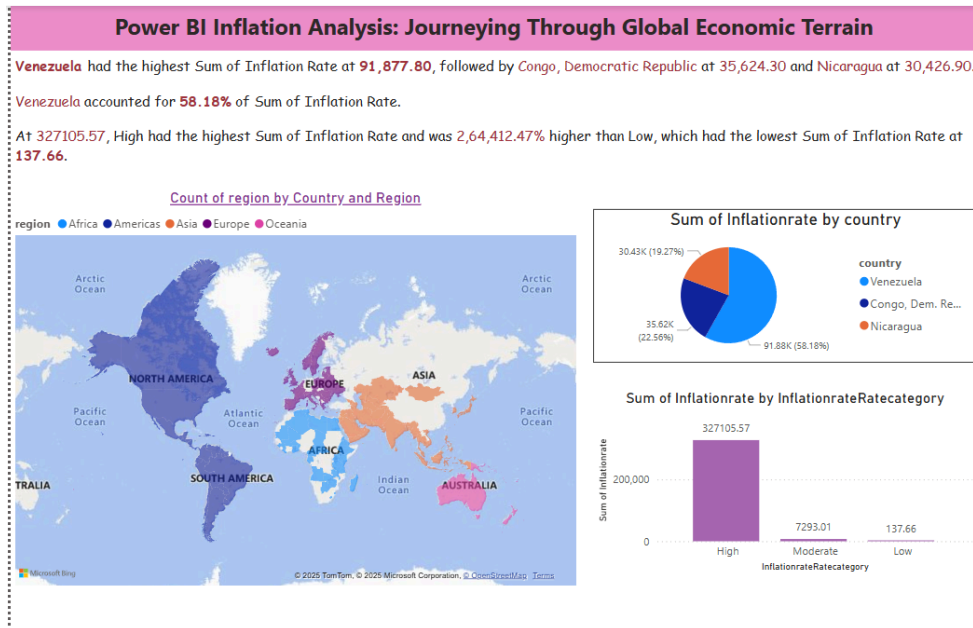 Power BI Inflation Analysis: Journeying Through Global Economic Terrain
Venezuela had the highest Sum of Inflation Rate at 91,877.80, followed by Congo, Democratic Republic at 35,624.30 and Nicaragua at 30,426.90.
Venezuela accounted for 58.18% of Sum of Inflation Rate.
At 327105.57, High had the highest Sum of Inflation Rate and was 2,64,412.47% higher than Low, which had the lowest Sum of Inflation Rate at
137.66.
Count of region by Country and Region
region Africa Americas Asia Europe Oceania
Arctic
Ocean
Arctic
Ocean
NORTH AMERICA
EUROPE
ASIA
Pacific
Ocean
Atlantic
Ocean
Pacific
Ocean
AFRICA
SOUTH AMERICA
Indian
Ocean
TRALIA
AUSTRALIA
Microsoft Bing
© 2025 TomTom, © 2025 Microsoft Corporation, © OpenStreetMap Terms
Sum of Inflationrate by country
30.43K (19.27%)
35.62K
(22.56%)
91.88K (58.18%)
country
Venezuela
Congo, Dem. Re...
Nicaragua
Sum of Inflationrate by InflationrateRatecategory
Sum of Inflationrate
200,000
0
327105.57
7293.01
137.66
High
Moderate
Low
InflationrateRatecategory